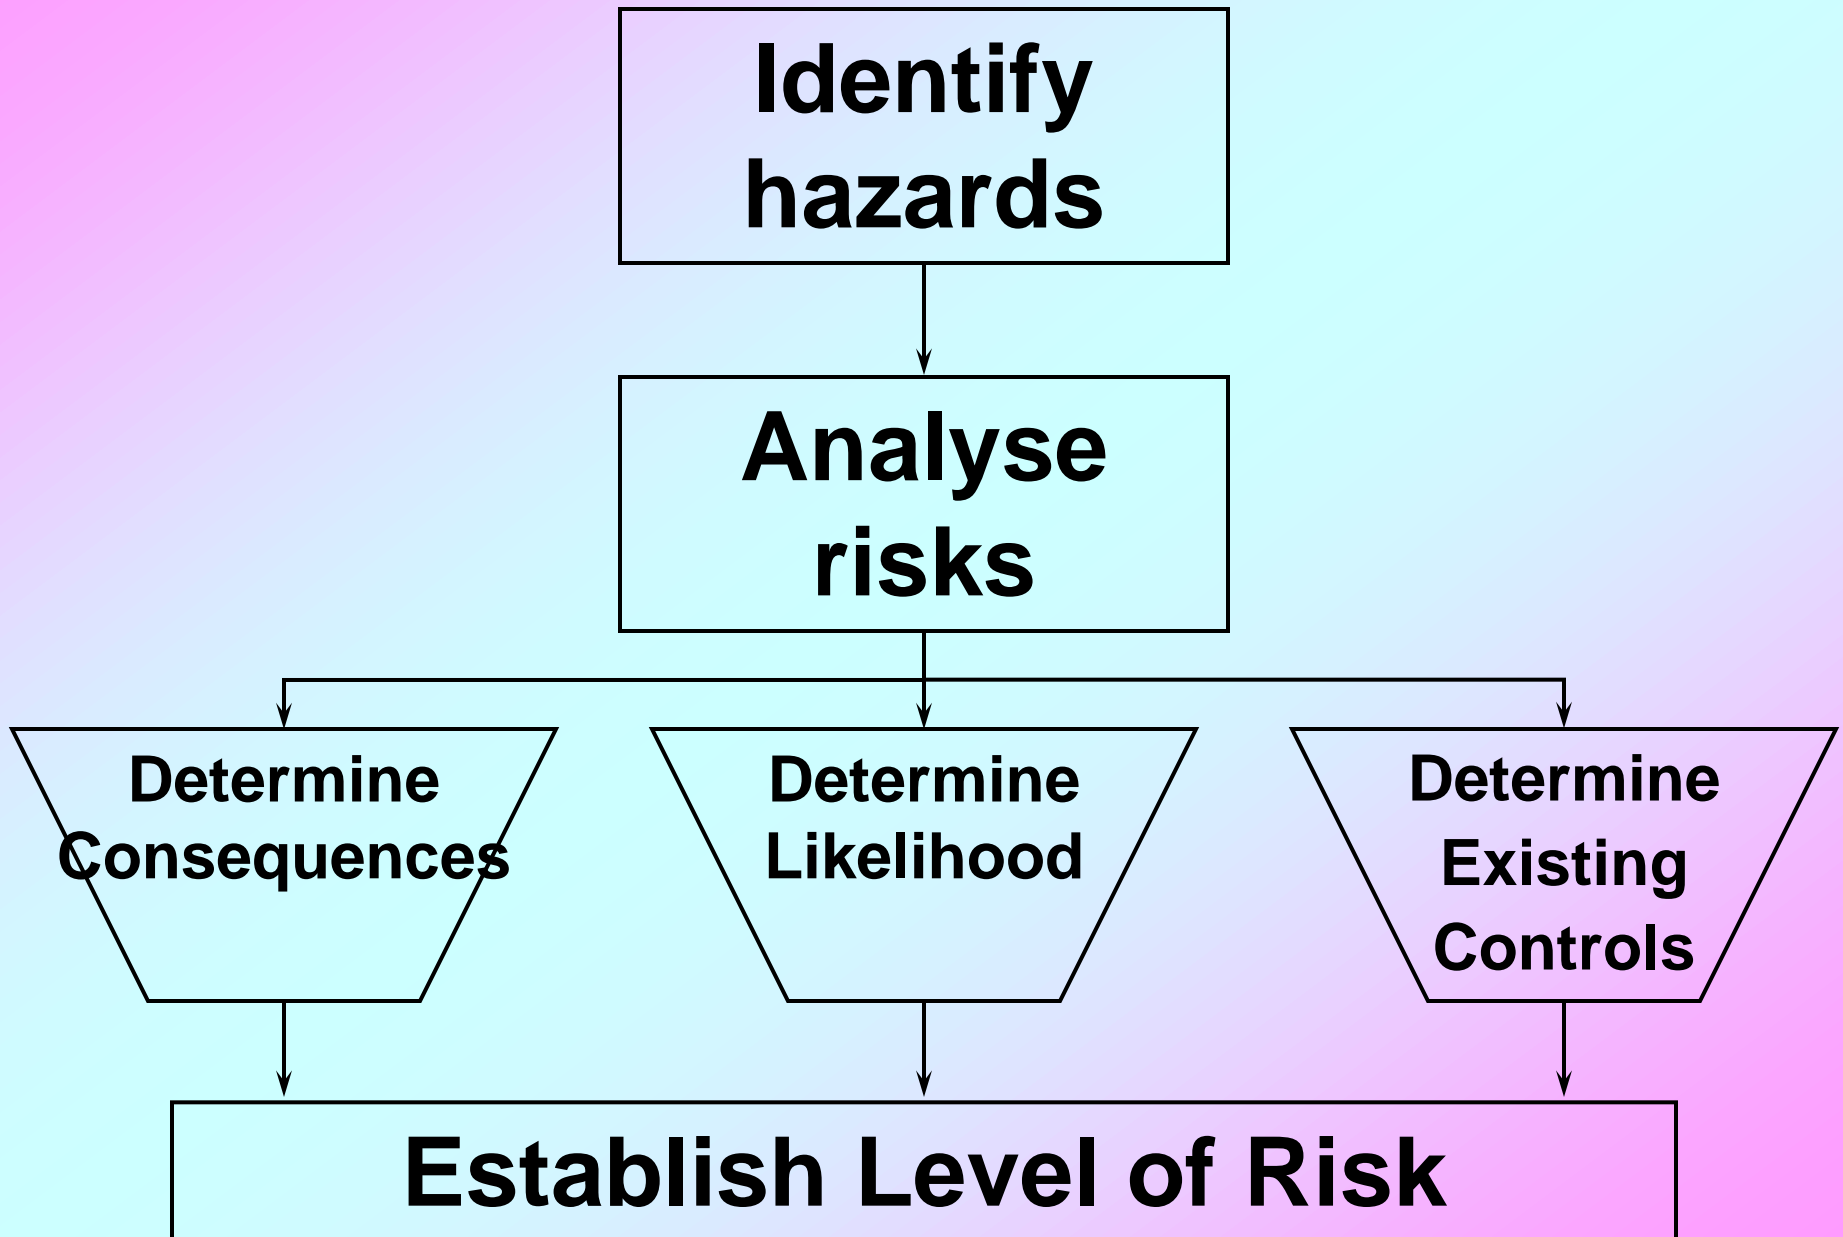 Identify
hazards
Analyse
risks
Determine
Consequences
Determine
Likelihood
Determine
Existing
Controls
Establish Level of Risk